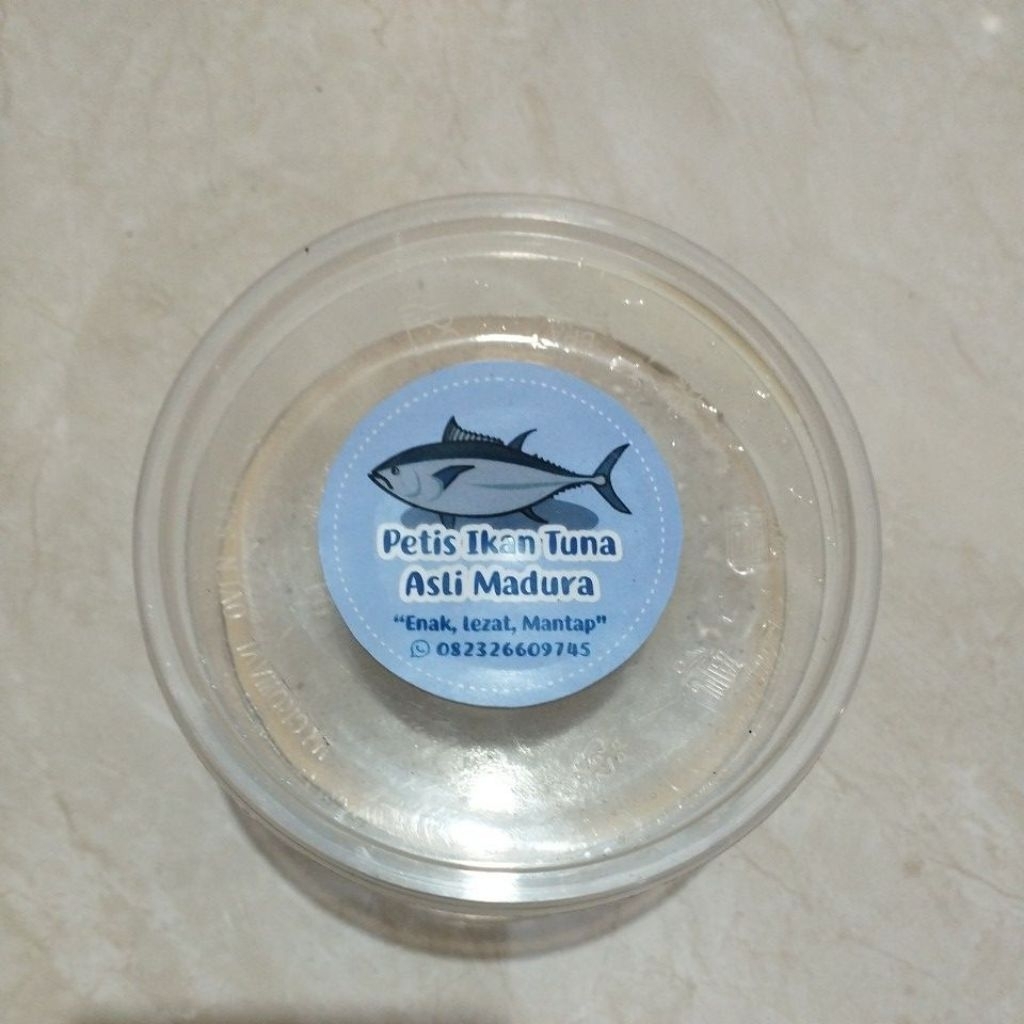 Petis Ikan Tuna
Asli Madura
“Enak, Lezat, Mantap”
082326609745